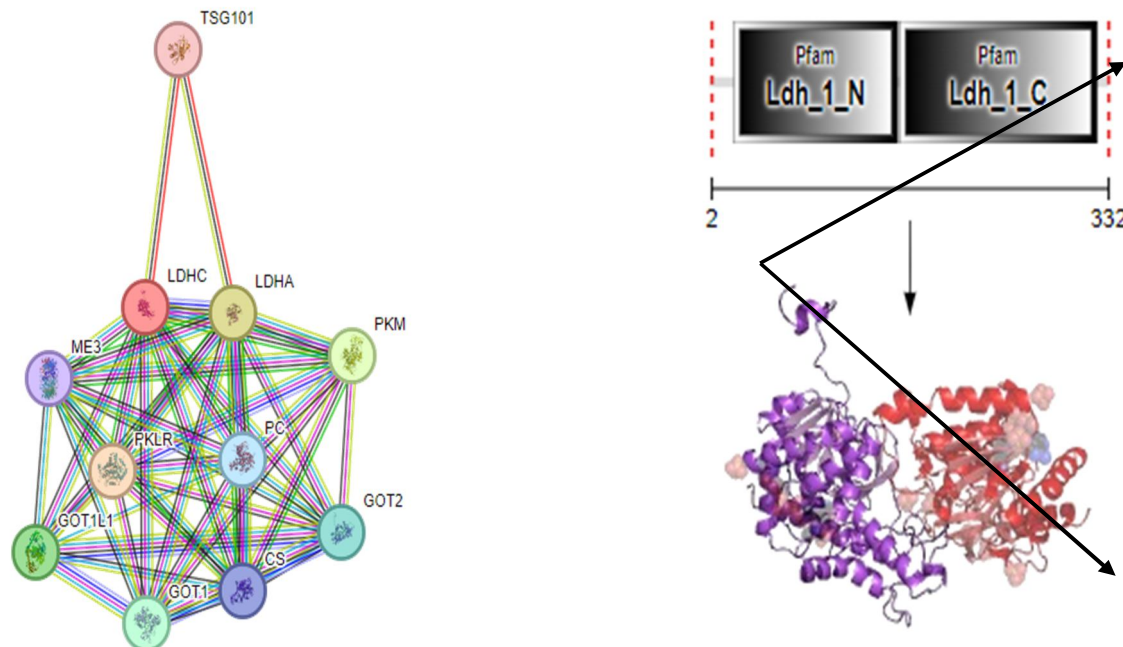 TSG101
LDHC
LDHA
PKM
ME3
PKLR
PC
GOT2
GOT1L1
CS
GOT1
Pfam
Ldh_1_N
Pfam
Ldh_1_C
2
332